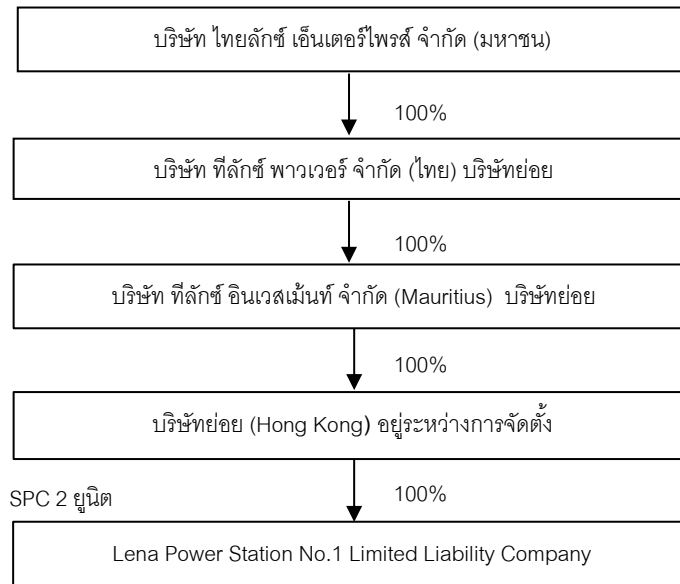 บริษัท ไทยลักซ์ เอ็นเตอร์ไพรส์ จำกัด (มหาชน)
100%
บริษัท ทีลักซ์ พาวเวอร์ จำกัด (ไทย) บริษัทย่อย
100%
บริษัท ทีลักซ์ อินเวสเม้นท์ จำกัด (Mauritius) บริษัทย่อย
100%
บริษัทย่อย (Hong Kong) อยู่ระหว่างการจัดตั้ง
SPC 2 ยูนิต 100%
Lena Power Station No.1 Limited Liability Company